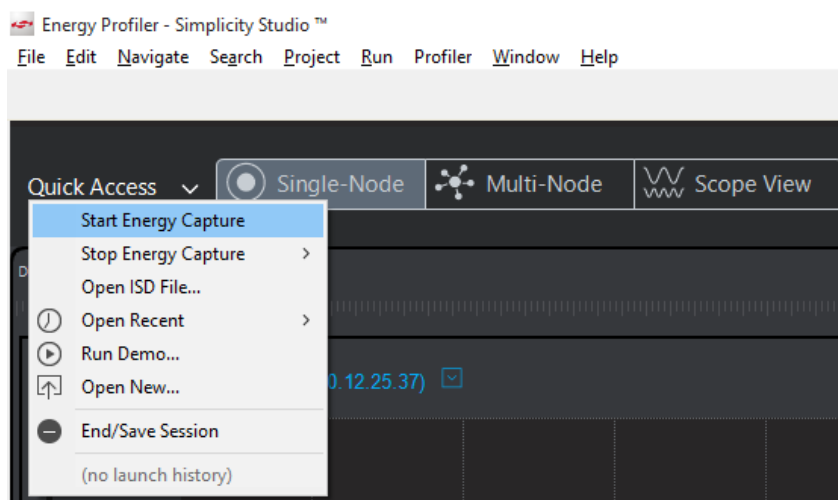 Energy Profiler - Simplicity Studio ™
File Edit Navigate Search Project Run Profiler Window Help
Quick Access Single-Node Multi-Node Scope View
Start Energy Capture
Stop Energy Capture
Open ISD File...
Open Recent
Run Demo...
Open New...
End/Save Session
(no launch history)
D
0.12.25.37)